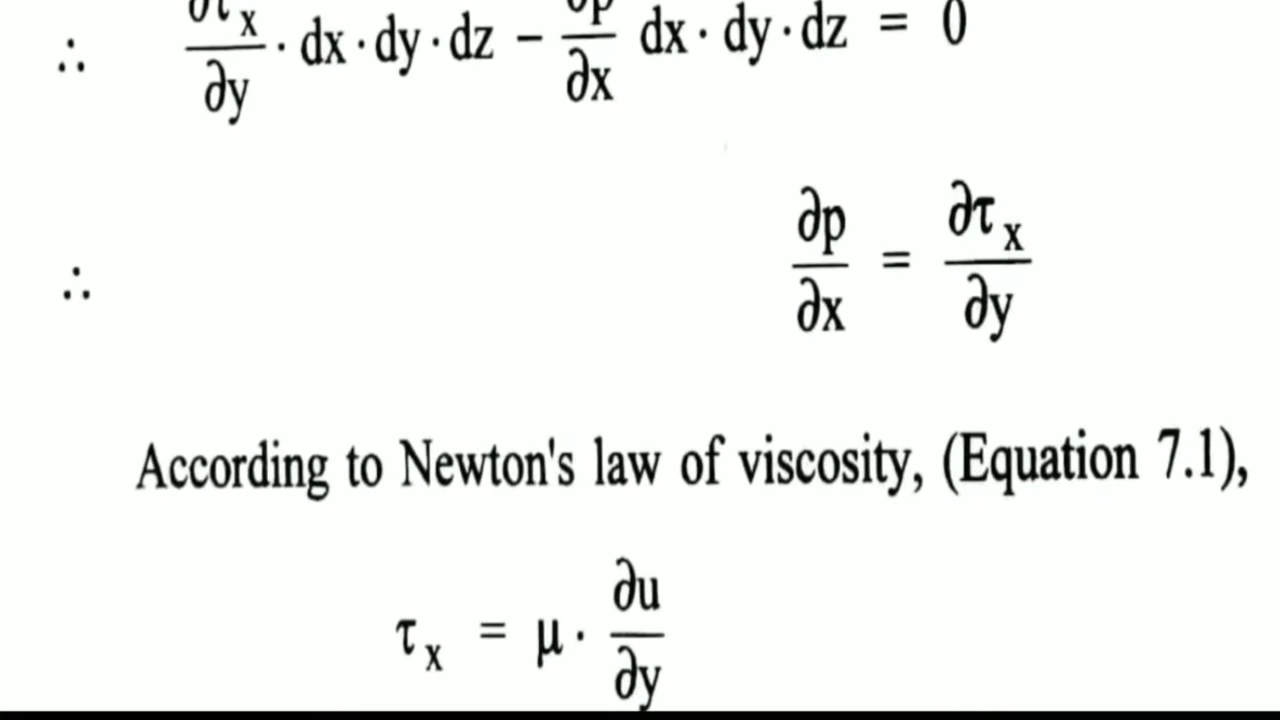 ∴ ∂τx/∂y · dx · dy · dz − ∂p/∂x dx · dy · dz = 0
∴ ∂p/∂x = ∂τx/∂y
According to Newton's law of viscosity, (Equation 7.1),
τx = μ · ∂u/∂y